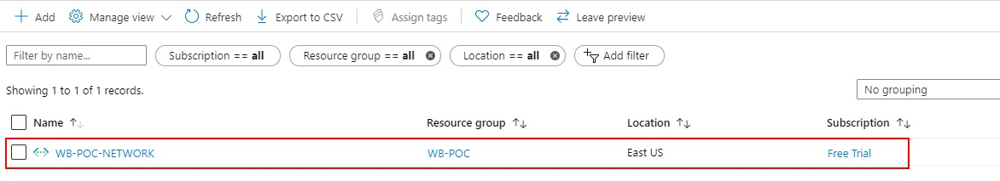 Add Manage view Refresh Export to CSV Assign tags Feedback Leave preview
Filter by name... Subscription == all Resource group == all Location == all Add filter
Showing 1 to 1 of 1 records. No grouping
Name Resource group Location Subscription
WB-POC-NETWORK WB-POC East US Free Trial